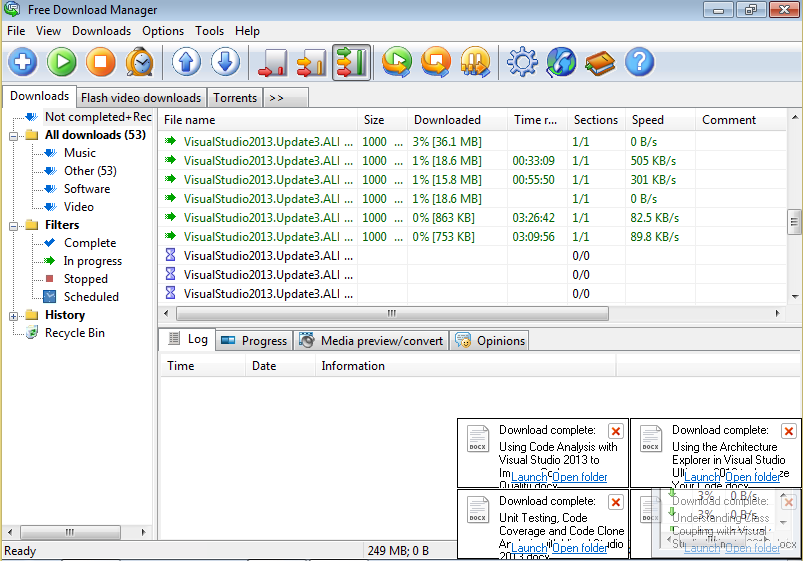 Free Download Manager
File View Downloads Options Tools Help
Downloads Flash video downloads Torrents >>
Not completed+Rec
All downloads (53)
Music
Other (53)
Software
Video
Filters
Complete
In progress
Stopped
Scheduled
History
Recycle Bin
File name Size Downloaded Time r... Sections Speed Comment
VisualStudio2013.Update3.ALI ... 1000 ... 3% [36.1 MB] 1/1 0 B/s
VisualStudio2013.Update3.ALI ... 1000 ... 1% [18.6 MB] 00:33:09 1/1 505 KB/s
VisualStudio2013.Update3.ALI ... 1000 ... 1% [15.8 MB] 00:55:50 1/1 301 KB/s
VisualStudio2013.Update3.ALI ... 1000 ... 1% [18.6 MB] 1/1 0 B/s
VisualStudio2013.Update3.ALI ... 1000 ... 0% [863 KB] 03:26:42 1/1 82.5 KB/s
VisualStudio2013.Update3.ALI ... 1000 ... 0% [753 KB] 03:09:56 1/1 89.8 KB/s
VisualStudio2013.Update3.ALI ... 0/0
VisualStudio2013.Update3.ALI ... 0/0
VisualStudio2013.Update3.ALI ... 0/0
Log Progress Media preview/convert Opinions
Time Date Information
Download complete:
Using Code Analysis with
Visual Studio 2013 to
Quality.docx
Launch Open folder
DOCX
Download complete:
Using the Architecture
Explorer in Visual Studio
Your Code.docx
Launch Open folder
DOCX
Download complete:
Unit Testing, Code
Coverage and Code Clone
2013.docx
Launch Open folder
DOCX
Download complete:
Understanding Class
Coupling with Visual
Launch Open folder
3% 0 B/s
3% 0 B/s
Ready 249 MB; 0 B